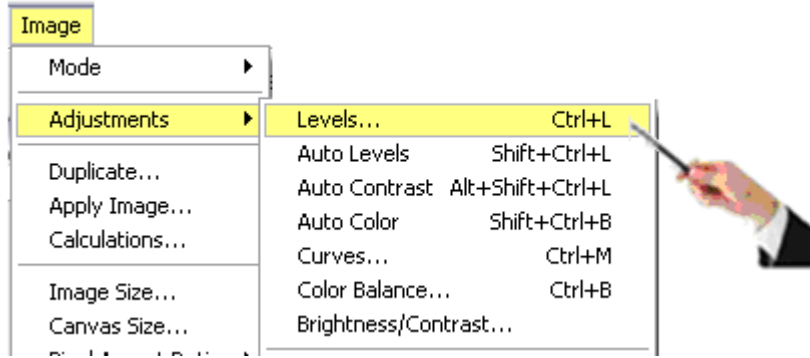 Image
Mode
Adjustments
Duplicate...
Apply Image...
Calculations...
Image Size...
Canvas Size...
Levels... Ctrl+L
Auto Levels Shift+Ctrl+L
Auto Contrast Alt+Shift+Ctrl+L
Auto Color Shift+Ctrl+B
Curves... Ctrl+M
Color Balance... Ctrl+B
Brightness/Contrast...